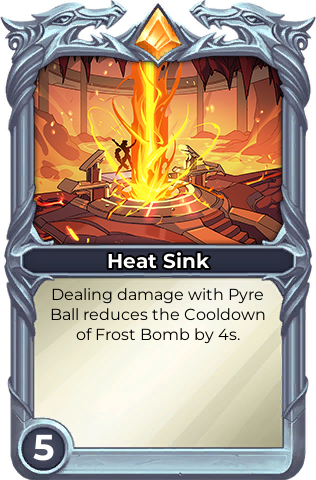 Heat Sink
Dealing damage with Pyre
Ball reduces the Cooldown
of Frost Bomb by 4s.
5